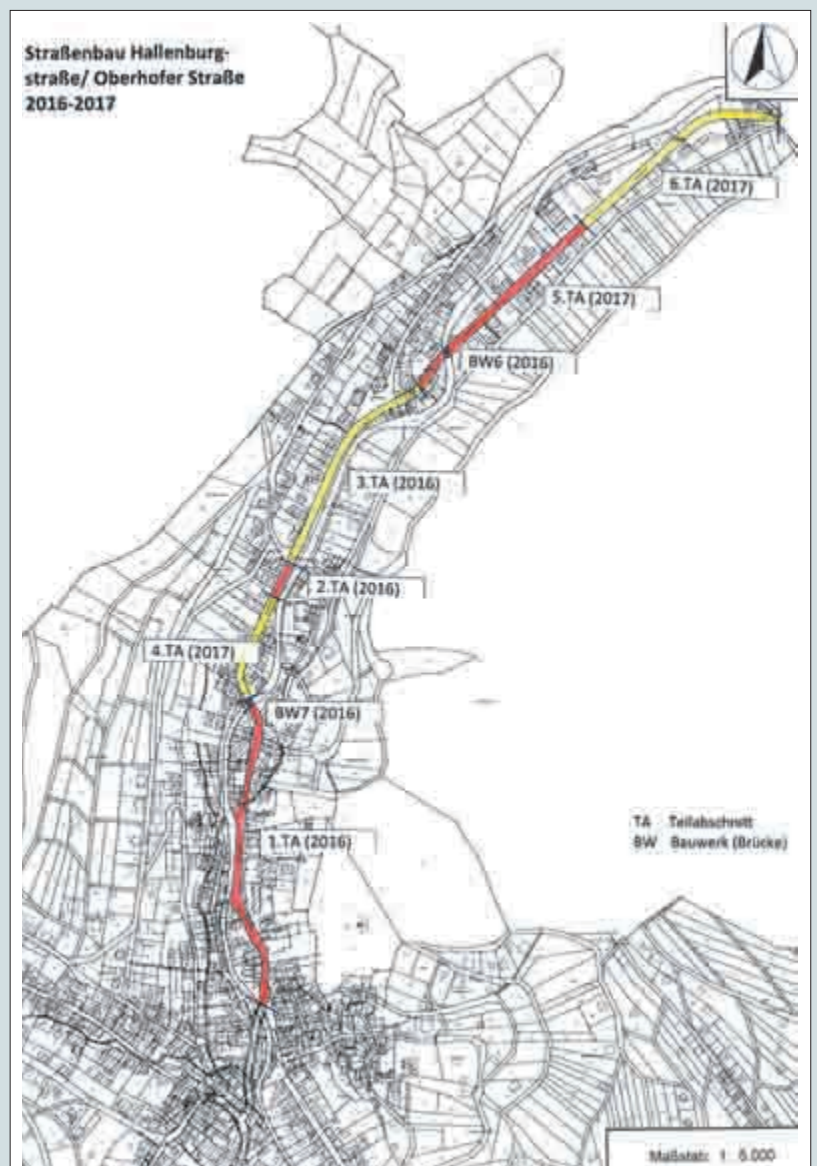 Straßenbau Hallenburg-
straße/ Oberhofer Straße
2016-2017
6.TA (2017)
5.TA (2017)
BW6 (2016)
3.TA (2016)
2.TA (2016)
4.TA (2017)
BW7 (2016)
1.TA (2016)
TA Teilabschnitt
BW Bauwerk (Brücke)
Maßstab: 1 : 5.000